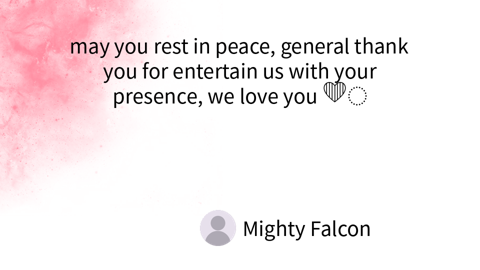 may you rest in peace, general thank
you for entertain us with your
presence, we love you ♥️
Mighty Falcon